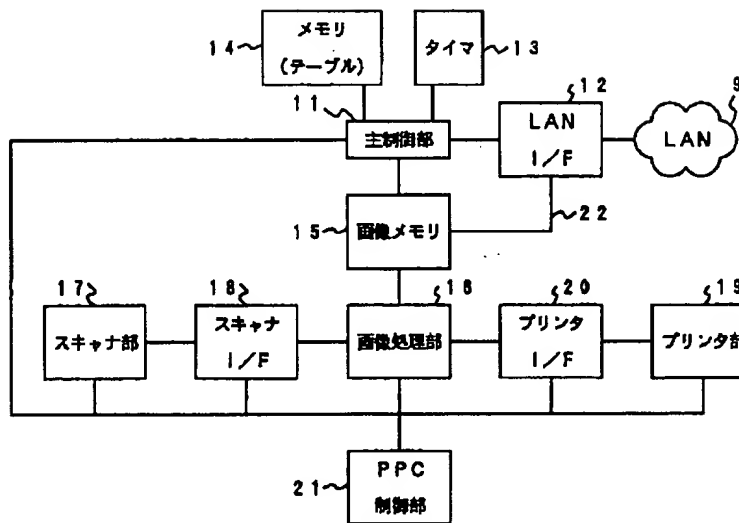 メモリ
(テーブル)
14
タイマ
13
11
主制御部
12
LAN
I/F
9
LAN
15
画像メモリ
22
17
スキャナ部
18
スキャナ
I/F
16
画像処理部
20
プリンタ
I/F
19
プリンタ部
21
PPC
制御部